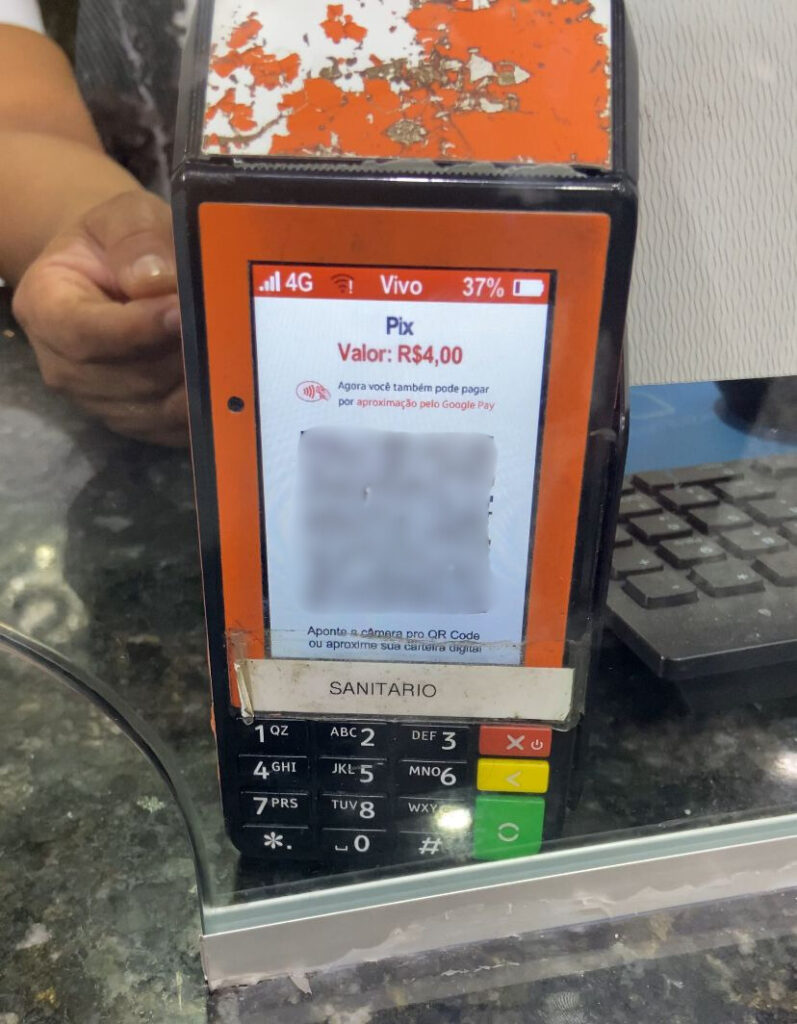 4G Vivo 37%
Pix
Valor: R$4,00
Agora você também pode pagar
por aproximação pelo Google Pay
Aponte a câmera pro QR Code
ou aproxime sua carteira digital
SANITARIO
1 QZ ABC 2 DEF 3
4 GHI JKL 5 MNO 6
7 PRS TUV 8 WXY
*. 0 #